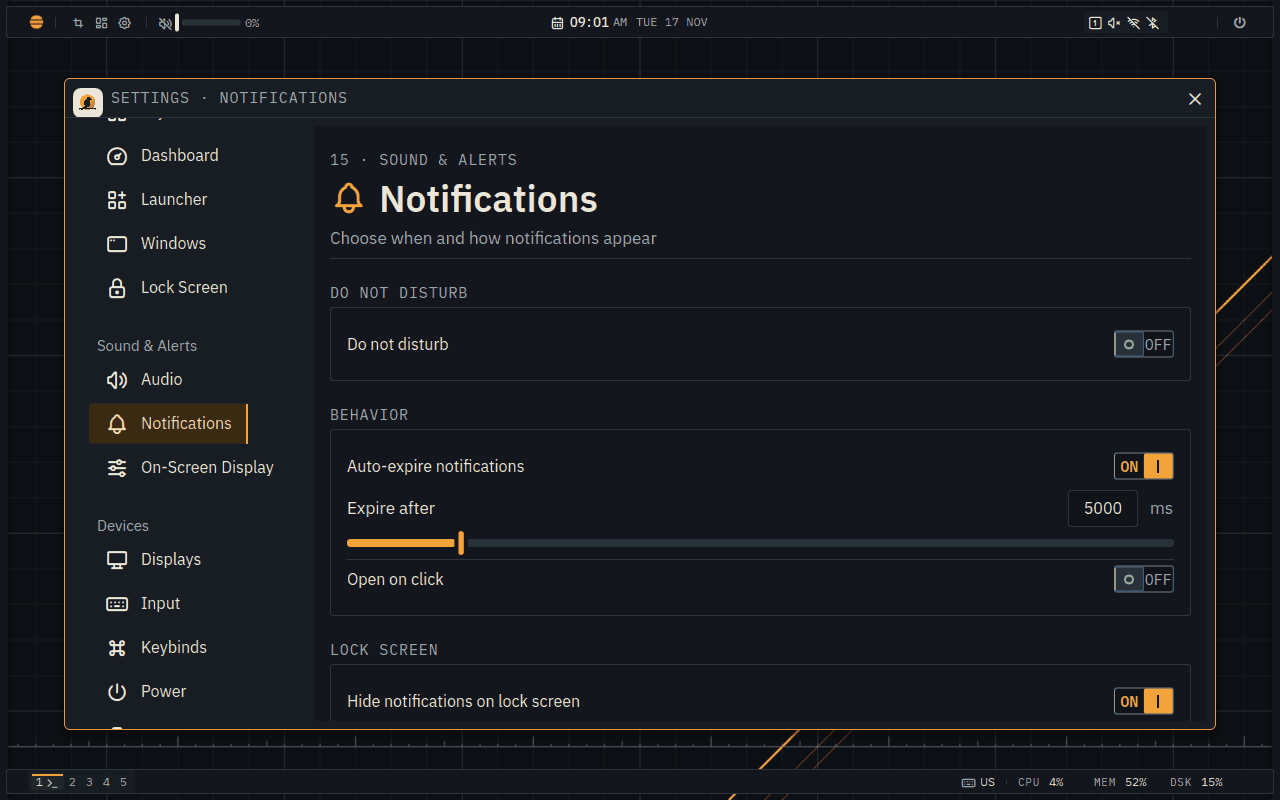 0%
09:01 AM TUE 17 NOV
1
SETTINGS · NOTIFICATIONS
Dashboard
Launcher
Windows
Lock Screen
Sound & Alerts
Audio
Notifications
On-Screen Display
Devices
Displays
Input
Keybinds
Power
15 · SOUND & ALERTS
Notifications
Choose when and how notifications appear
DO NOT DISTURB
Do not disturb OFF
BEHAVIOR
Auto-expire notifications ON
Expire after 5000 ms
Open on click OFF
LOCK SCREEN
Hide notifications on lock screen ON
1 2 3 4 5
US CPU 4% MEM 52% DSK 15%